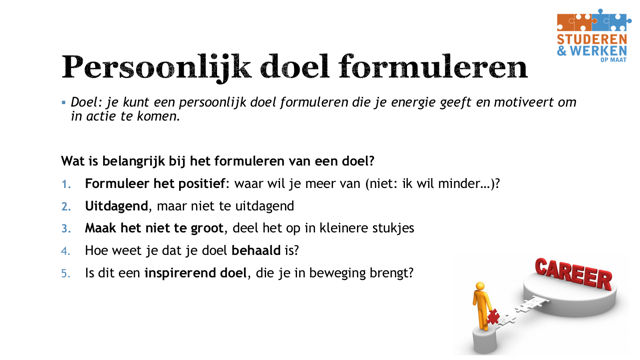 STUDEREN
& WERKEN
OP MAAT
Persoonlijk doel formuleren
▪ Doel: je kunt een persoonlijk doel formuleren die je energie geeft en motiveert om
in actie te komen.
Wat is belangrijk bij het formuleren van een doel?
1. Formuleer het positief: waar wil je meer van (niet: ik wil minder…)?
2. Uitdagend, maar niet te uitdagend
3. Maak het niet te groot, deel het op in kleinere stukjes
4. Hoe weet je dat je doel behaald is?
5. Is dit een inspirerend doel, die je in beweging brengt?
CAREER